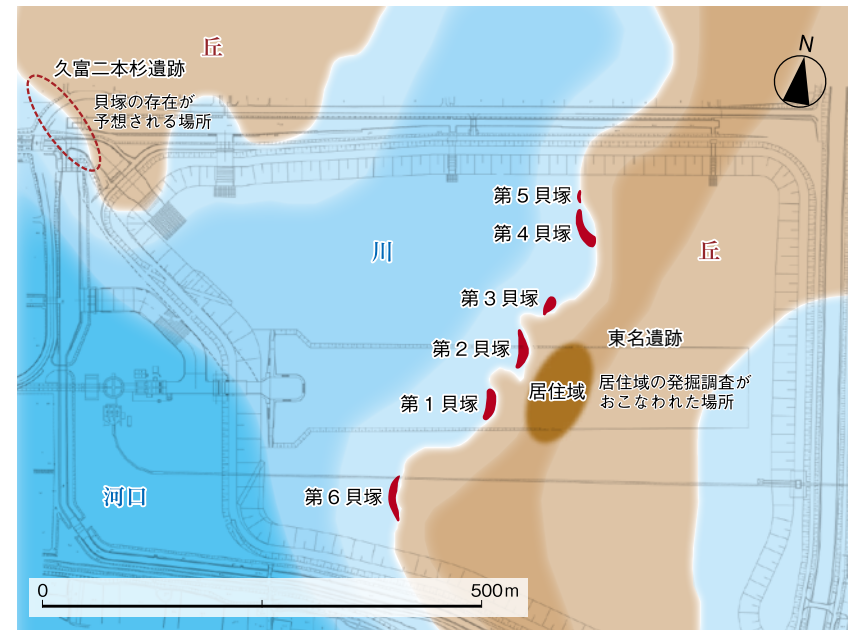 丘
久富二本杉遺跡
貝塚の存在が
予想される場所
N
第5貝塚
第4貝塚
川
丘
第3貝塚
東名遺跡
第2貝塚
居住域
居住域の発掘調査が
おこなわれた場所
第1貝塚
河口
第6貝塚
0
500m